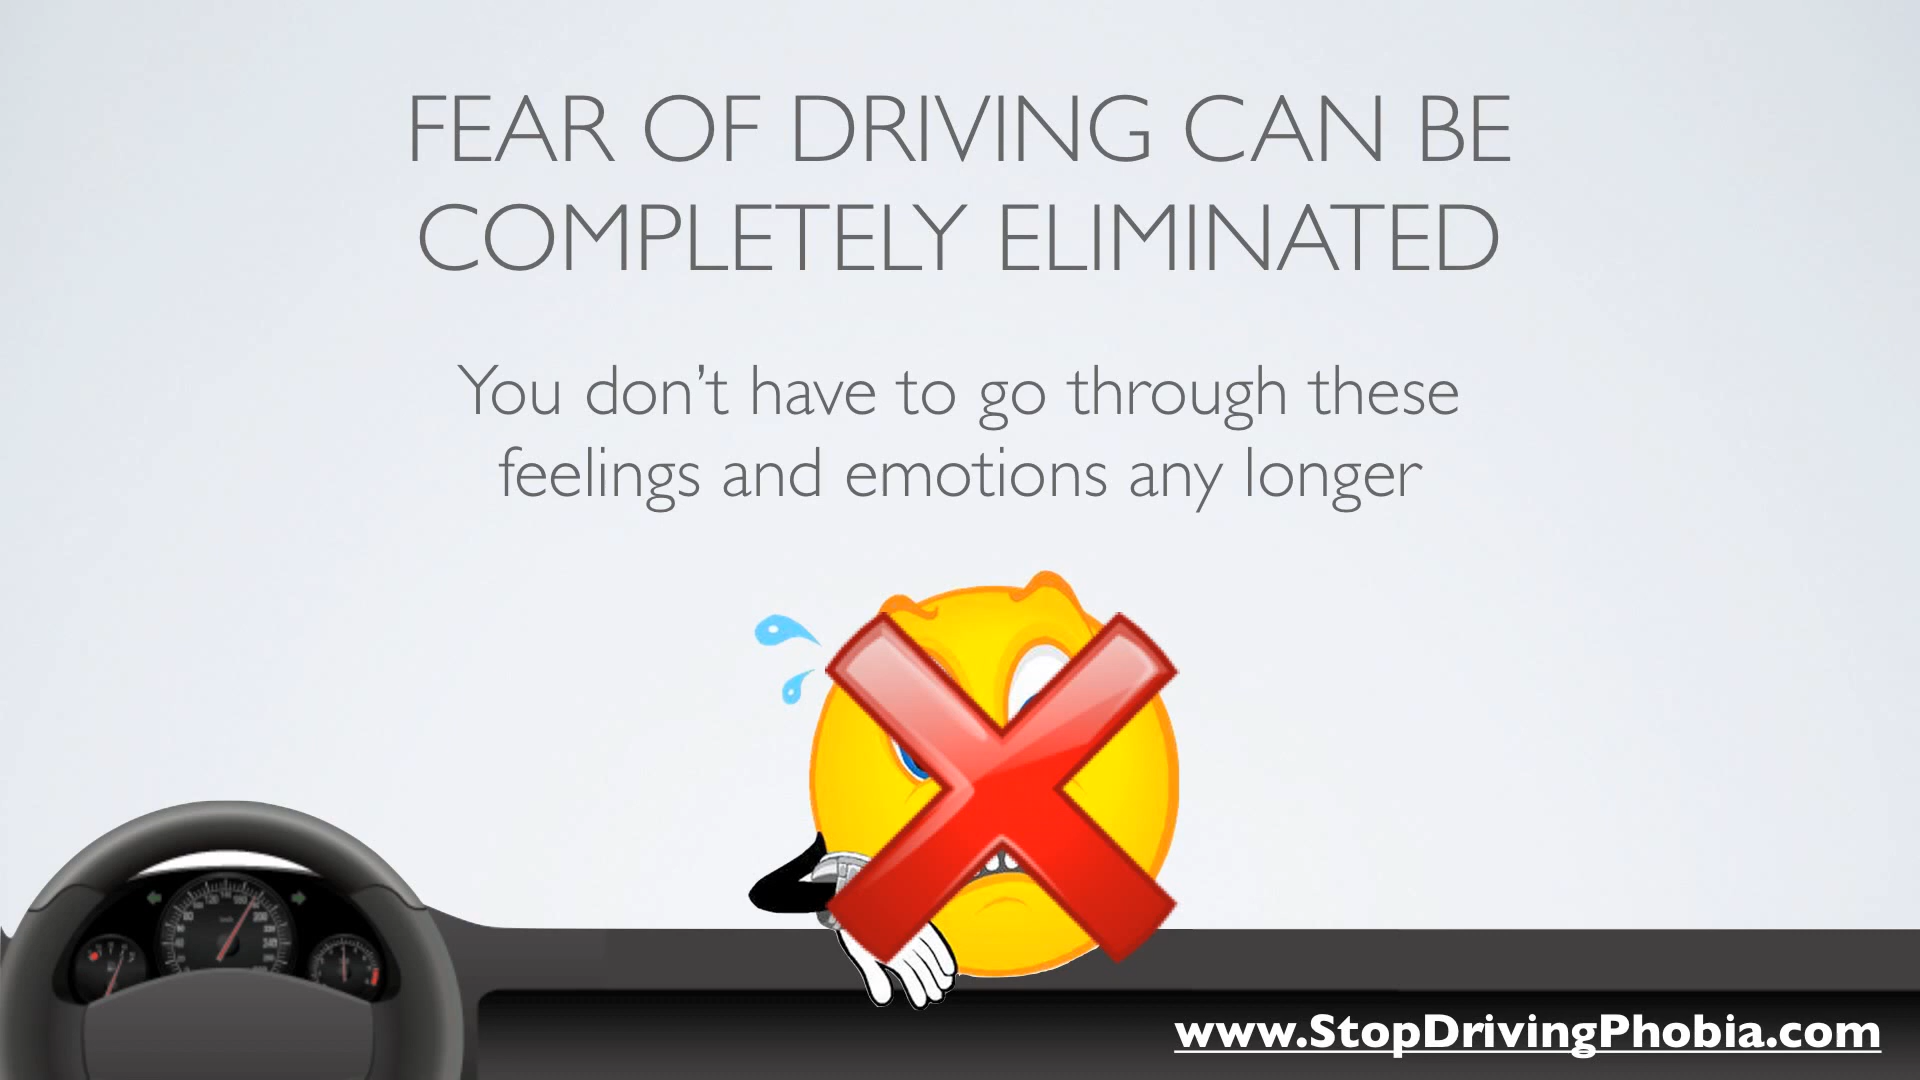 FEAR OF DRIVING CAN BE
COMPLETELY ELIMINATED
You don’t have to go through these
feelings and emotions any longer
www.StopDrivingPhobia.com